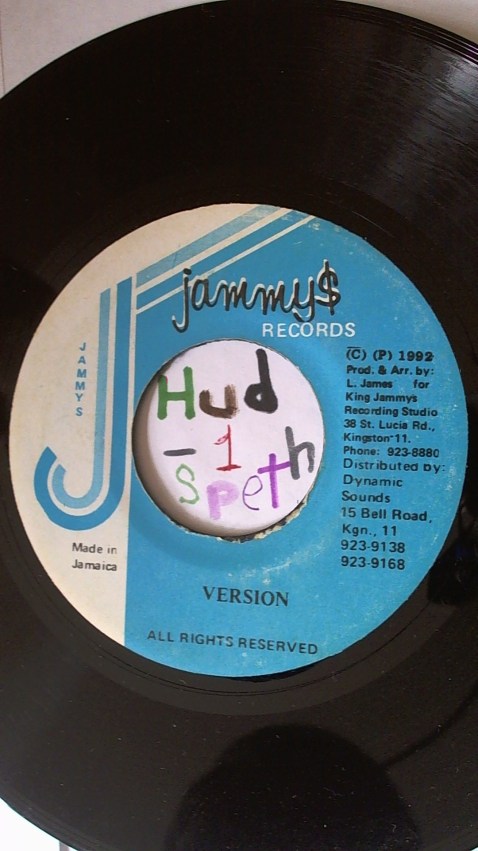 jammy$
RECORDS
JAMMYS
(C) (P) 1992
Prod. & Arr. by:
L. James for
King Jammys
Recording Studio
38 St. Lucia Rd.,
Kingston 11.
Phone: 923-8880
Distributed by:
Dynamic
Sounds
15 Bell Road,
Kgn., 11
923-9138
923-9168
Hud
- 1
Speth
Made in
Jamaica
VERSION
ALL RIGHTS RESERVED